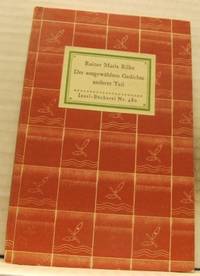 Rainer Maria Rilke
Der ausgewählten Gedichte
anderer Teil
Insel-Bücherei Nr. 480